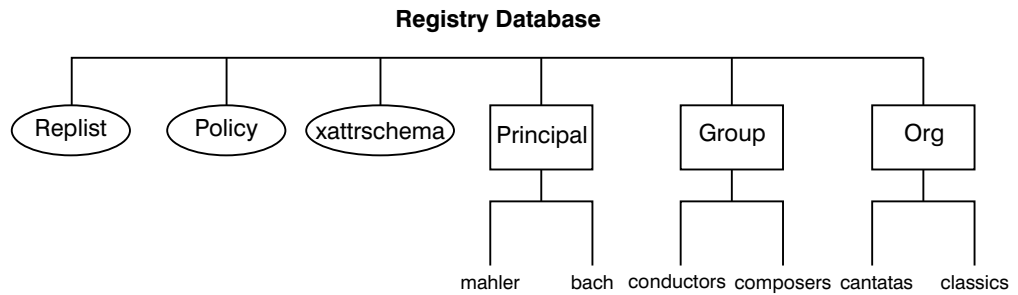 Registry Database
Replist Policy xattrschema Principal Group Org
mahler bach conductors composers cantatas classics